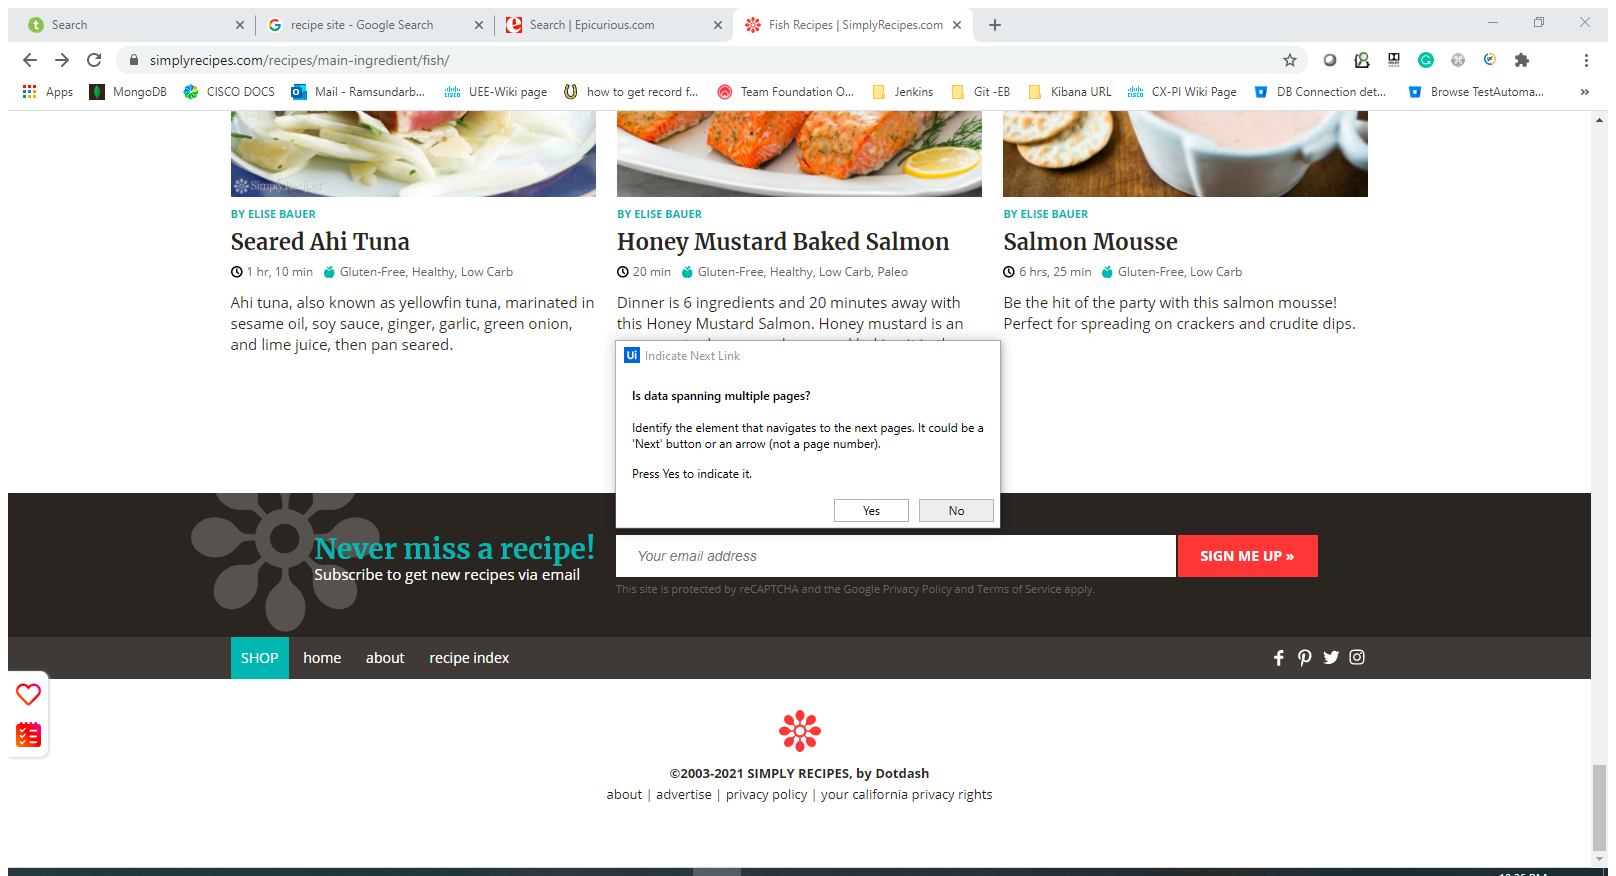 Search
recipe site - Google Search
Search | Epicurious.com
Fish Recipes | SimplyRecipes.com
simplyrecipes.com/recipes/main-ingredient/fish/
Apps
MongoDB
CISCO DOCS
Mail - Ramsundarb...
UEE-Wiki page
how to get record f...
Team Foundation O...
Jenkins
Git -EB
Kibana URL
CX-PI Wiki Page
DB Connection det...
Browse TestAutoma...
»
Simply Recipes
BY ELISE BAUER
Seared Ahi Tuna
1 hr, 10 min Gluten-Free, Healthy, Low Carb
Ahi tuna, also known as yellowfin tuna, marinated in
sesame oil, soy sauce, ginger, garlic, green onion,
and lime juice, then pan seared.
BY ELISE BAUER
Honey Mustard Baked Salmon
20 min Gluten-Free, Healthy, Low Carb, Paleo
Dinner is 6 ingredients and 20 minutes away with
this Honey Mustard Salmon. Honey mustard is an
BY ELISE BAUER
Salmon Mousse
6 hrs, 25 min Gluten-Free, Low Carb
Be the hit of the party with this salmon mousse!
Perfect for spreading on crackers and crudite dips.
Ui Indicate Next Link
Is data spanning multiple pages?
Identify the element that navigates to the next pages. It could be a
'Next' button or an arrow (not a page number).
Press Yes to indicate it.
Yes
No
Never miss a recipe!
Subscribe to get new recipes via email
Your email address
SIGN ME UP »
This site is protected by reCAPTCHA and the Google Privacy Policy and Terms of Service apply.
SHOP
home
about
recipe index
©2003-2021 SIMPLY RECIPES, by Dotdash
about | advertise | privacy policy | your california privacy rights